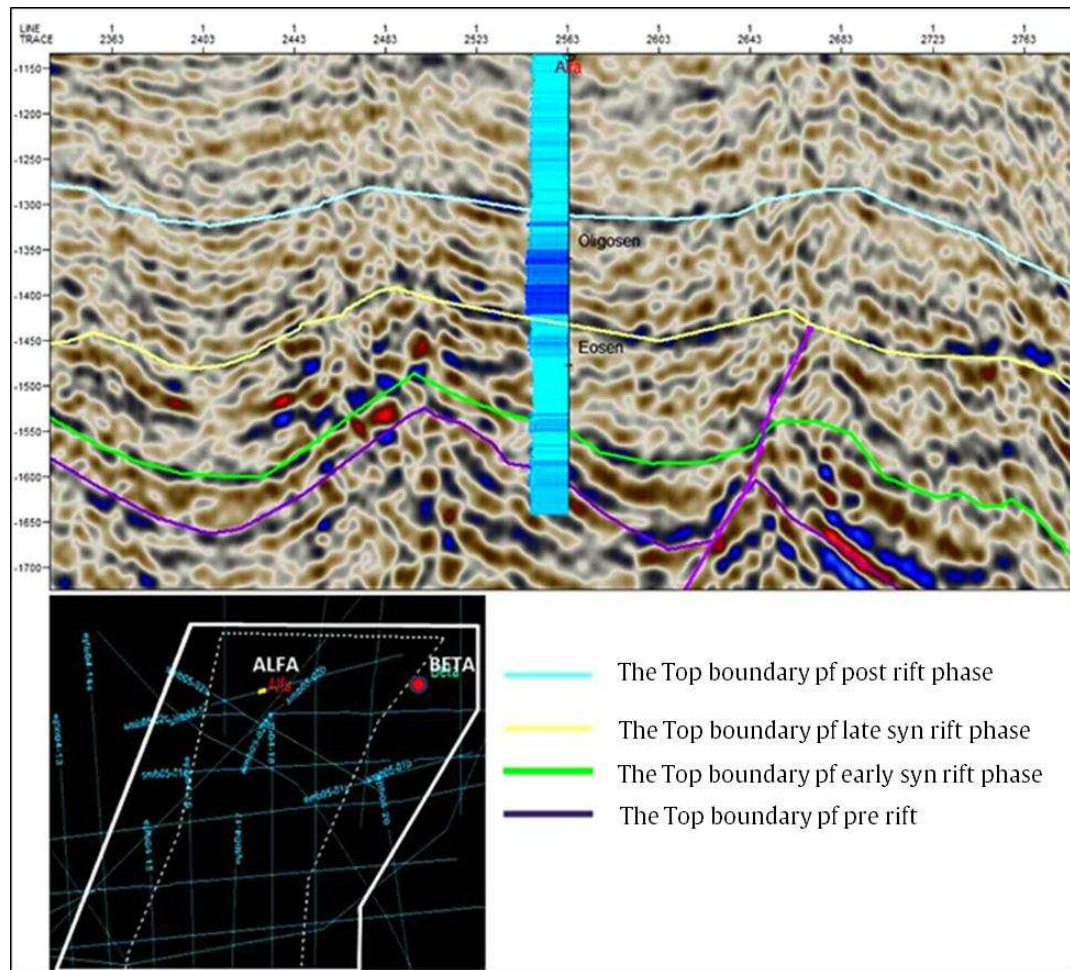 LINE 1 1 1 1 1 1 1 1 1 1 1
TRACE 2363 2403 2443 2483 2523 2563 2603 2643 2683 2723 2763
Alfa
-1150
-1200
-1250
-1300
Oligosen
-1350
-1400
-1450
Eosen
-1500
-1550
-1600
-1650
-1700
ALFA
BETA
The Top boundary pf post rift phase
The Top boundary pf late syn rift phase
The Top boundary pf early syn rift phase
The Top boundary pf pre rift